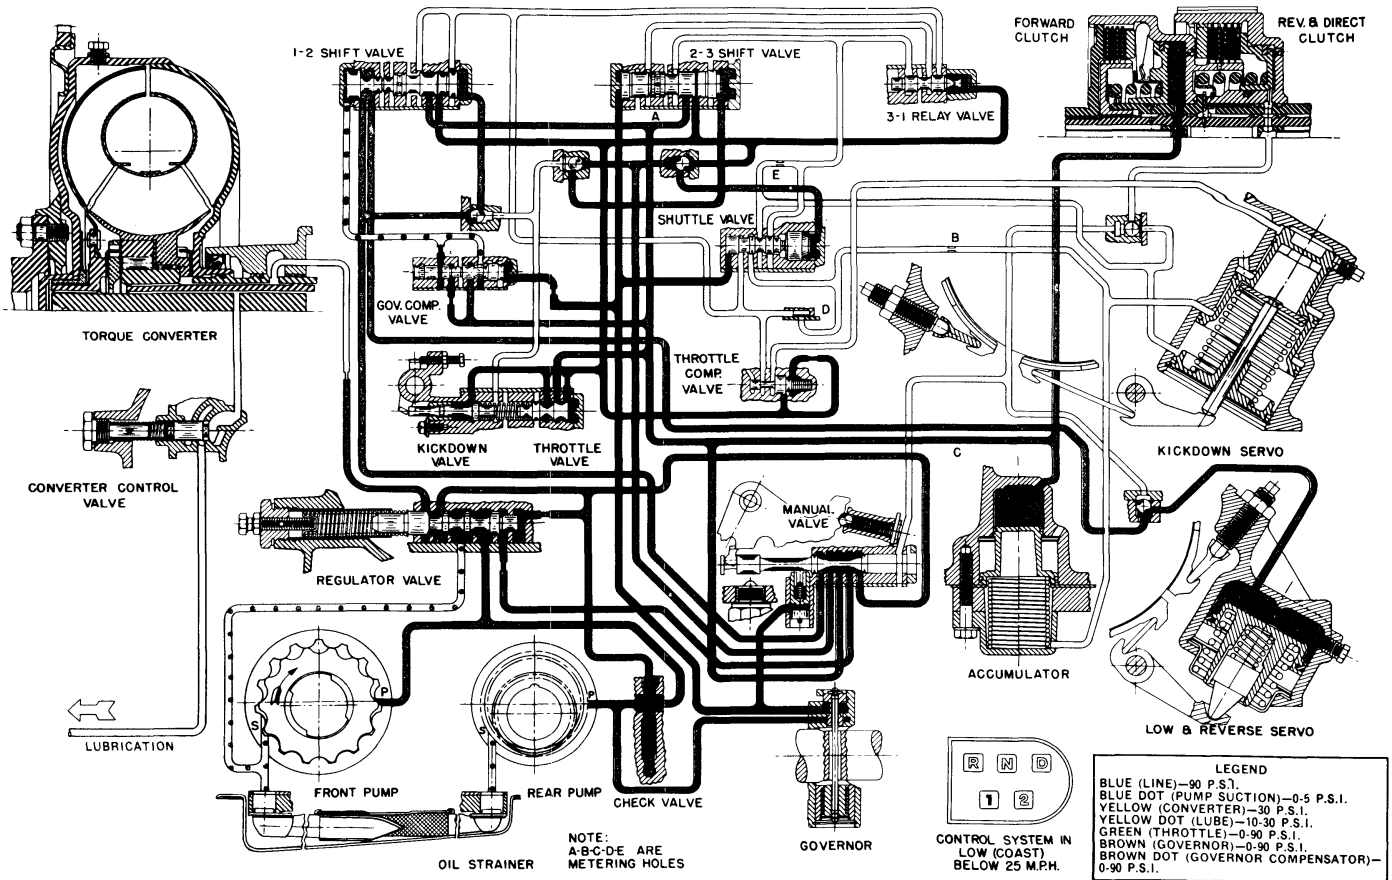 1-2 SHIFT VALVE
2-3 SHIFT VALVE
FORWARD
CLUTCH
REV. & DIRECT
CLUTCH
A
3-1 RELAY VALVE
E
SHUTTLE VALVE
B
GOV. COMP.
VALVE
D
TORQUE CONVERTER
THROTTLE
COMP.
VALVE
KICKDOWN
VALVE
THROTTLE
VALVE
C
KICKDOWN SERVO
CONVERTER CONTROL
VALVE
MANUAL
VALVE
REGULATOR VALVE
ACCUMULATOR
P
P
S
S
LUBRICATION
LOW & REVERSE SERVO
FRONT PUMP
REAR PUMP
CHECK VALVE
R N D
1 2
GOVERNOR
CONTROL SYSTEM IN
LOW (COAST)
BELOW 25 M.P.H.
OIL STRAINER
NOTE:
A-B-C-D-E ARE
METERING HOLES
LEGEND
BLUE (LINE)—90 P.S.I.
BLUE DOT (PUMP SUCTION)—0-5 P.S.I.
YELLOW (CONVERTER)—30 P.S.I.
YELLOW DOT (LUBE)—10-30 P.S.I.
GREEN (THROTTLE)—0-90 P.S.I.
BROWN (GOVERNOR)—0-90 P.S.I.
BROWN DOT (GOVERNOR COMPENSATOR)—
0-90 P.S.I.